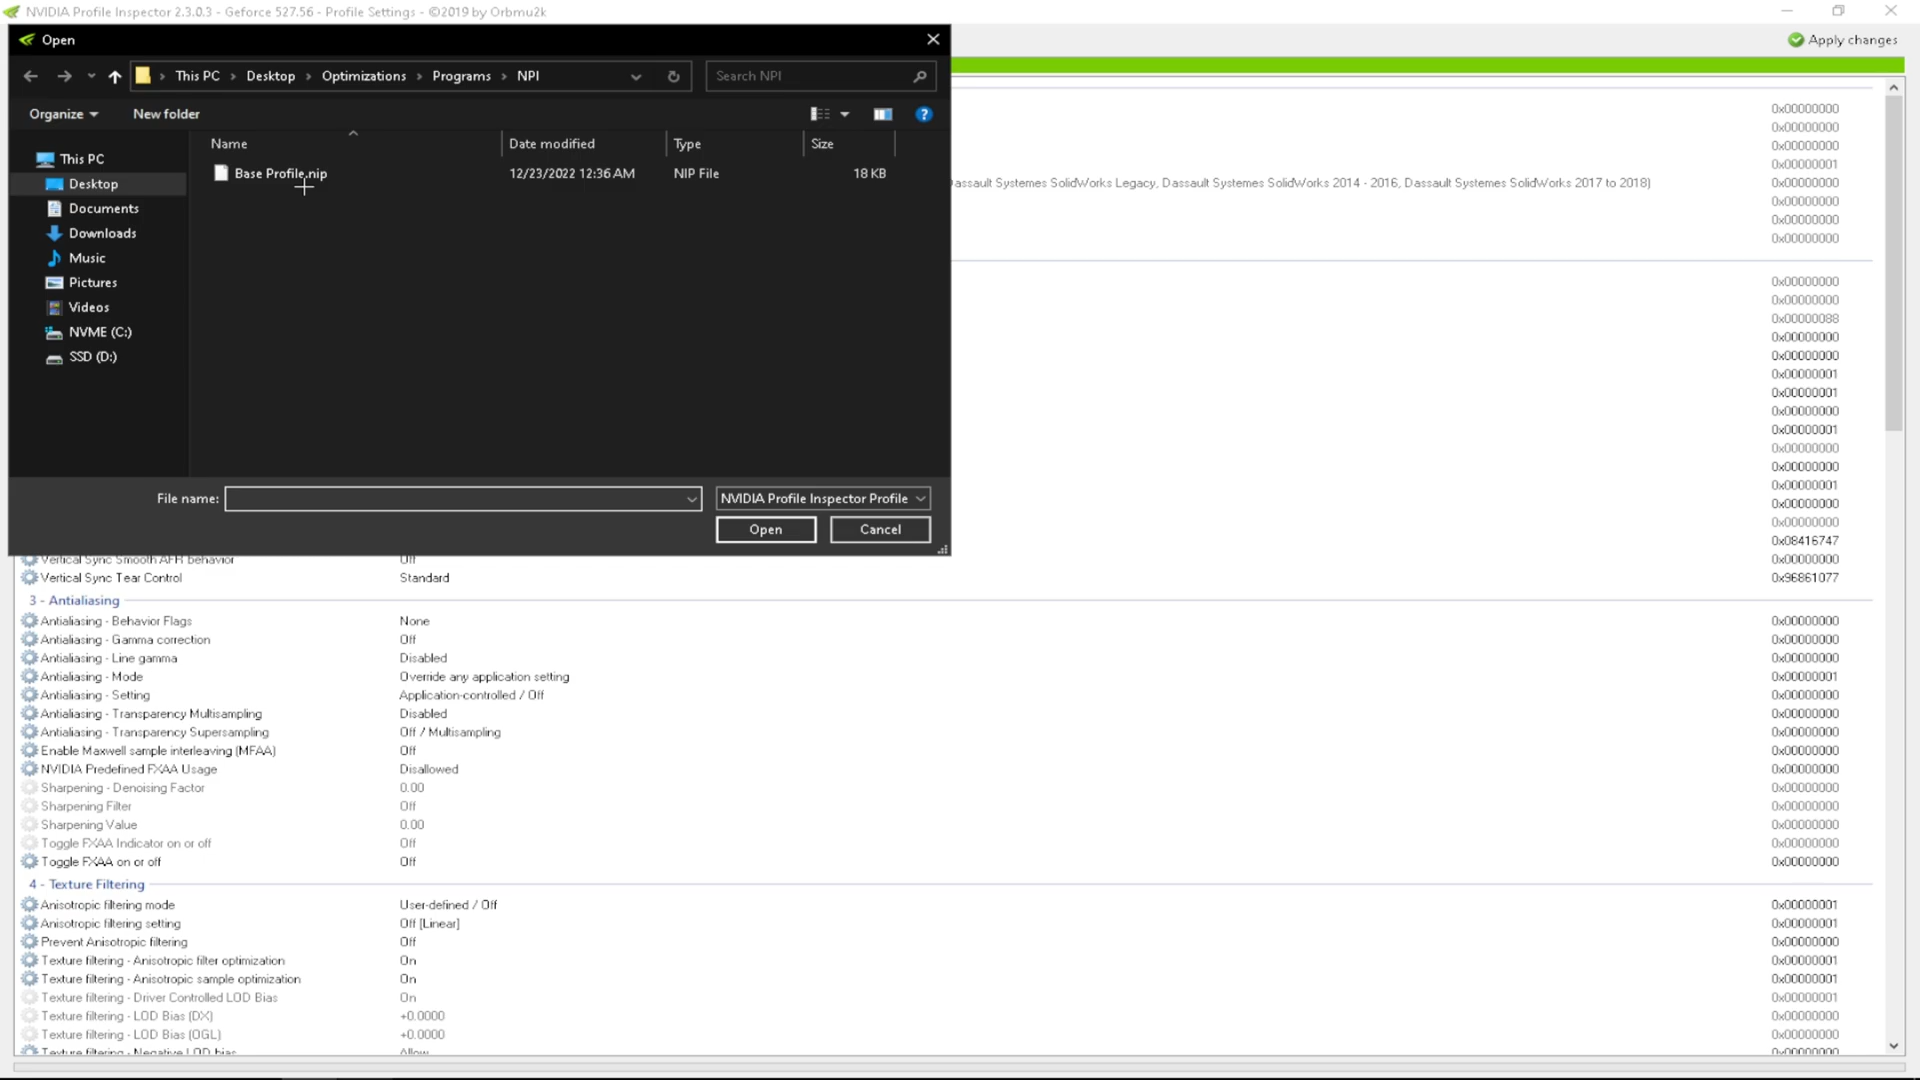 NVIDIA Profile Inspector 2.3.0.3 - Geforce 527.56 - Profile Settings - ©2019 by Orbmu2k
Open
Apply changes
This PC > Desktop > Optimizations > Programs > NPI
Search NPI
Organize
New folder
Name Date modified Type Size
Base Profile.nip 12/23/2022 12:36 AM NIP File 18 KB
This PC
Desktop
Documents
Downloads
Music
Pictures
Videos
NVME (C:)
SSD (D:)
File name:
NVIDIA Profile Inspector Profile
Open
Cancel
0x00000000
0x00000000
0x00000000
0x00000001
Dassault Systemes SolidWorks Legacy, Dassault Systemes SolidWorks 2014 - 2016, Dassault Systemes SolidWorks 2017 to 2018) 0x00000000
0x00000000
0x00000000
0x00000000
0x00000000
0x00000000
0x00000088
0x00000000
0x00000000
0x00000001
0x00000001
0x00000000
0x00000001
0x00000000
0x00000000
0x00000001
0x00000000
0x00000000
0x08416747
Vertical Sync Smooth AFR behavior Off 0x00000000
Vertical Sync Tear Control Standard 0x96861077
3 - Antialiasing
Antialiasing - Behavior Flags None 0x00000000
Antialiasing - Gamma correction Off 0x00000000
Antialiasing - Line gamma Disabled 0x00000000
Antialiasing - Mode Override any application setting 0x00000001
Antialiasing - Setting Application-controlled / Off 0x00000000
Antialiasing - Transparency Multisampling Disabled 0x00000000
Antialiasing - Transparency Supersampling Off / Multisampling 0x00000000
Enable Maxwell sample interleaving (MFAA) Off 0x00000000
NVIDIA Predefined FXAA Usage Disallowed 0x00000000
Sharpening - Denoising Factor 0.00 0x00000000
Sharpening Filter Off 0x00000000
Sharpening Value 0.00 0x00000000
Toggle FXAA Indicator on or off Off 0x00000000
Toggle FXAA on or off Off 0x00000000
4 - Texture Filtering
Anisotropic filtering mode User-defined / Off 0x00000001
Anisotropic filtering setting Off [Linear] 0x00000001
Prevent Anisotropic filtering Off 0x00000000
Texture filtering - Anisotropic filter optimization On 0x00000001
Texture filtering - Anisotropic sample optimization On 0x00000001
Texture filtering - Driver Controlled LOD Bias On 0x00000001
Texture filtering - LOD Bias (DX) +0.0000 0x00000000
Texture filtering - LOD Bias (OGL) +0.0000 0x00000000
Texture filtering - Negative LOD bias Allow 0x00000000